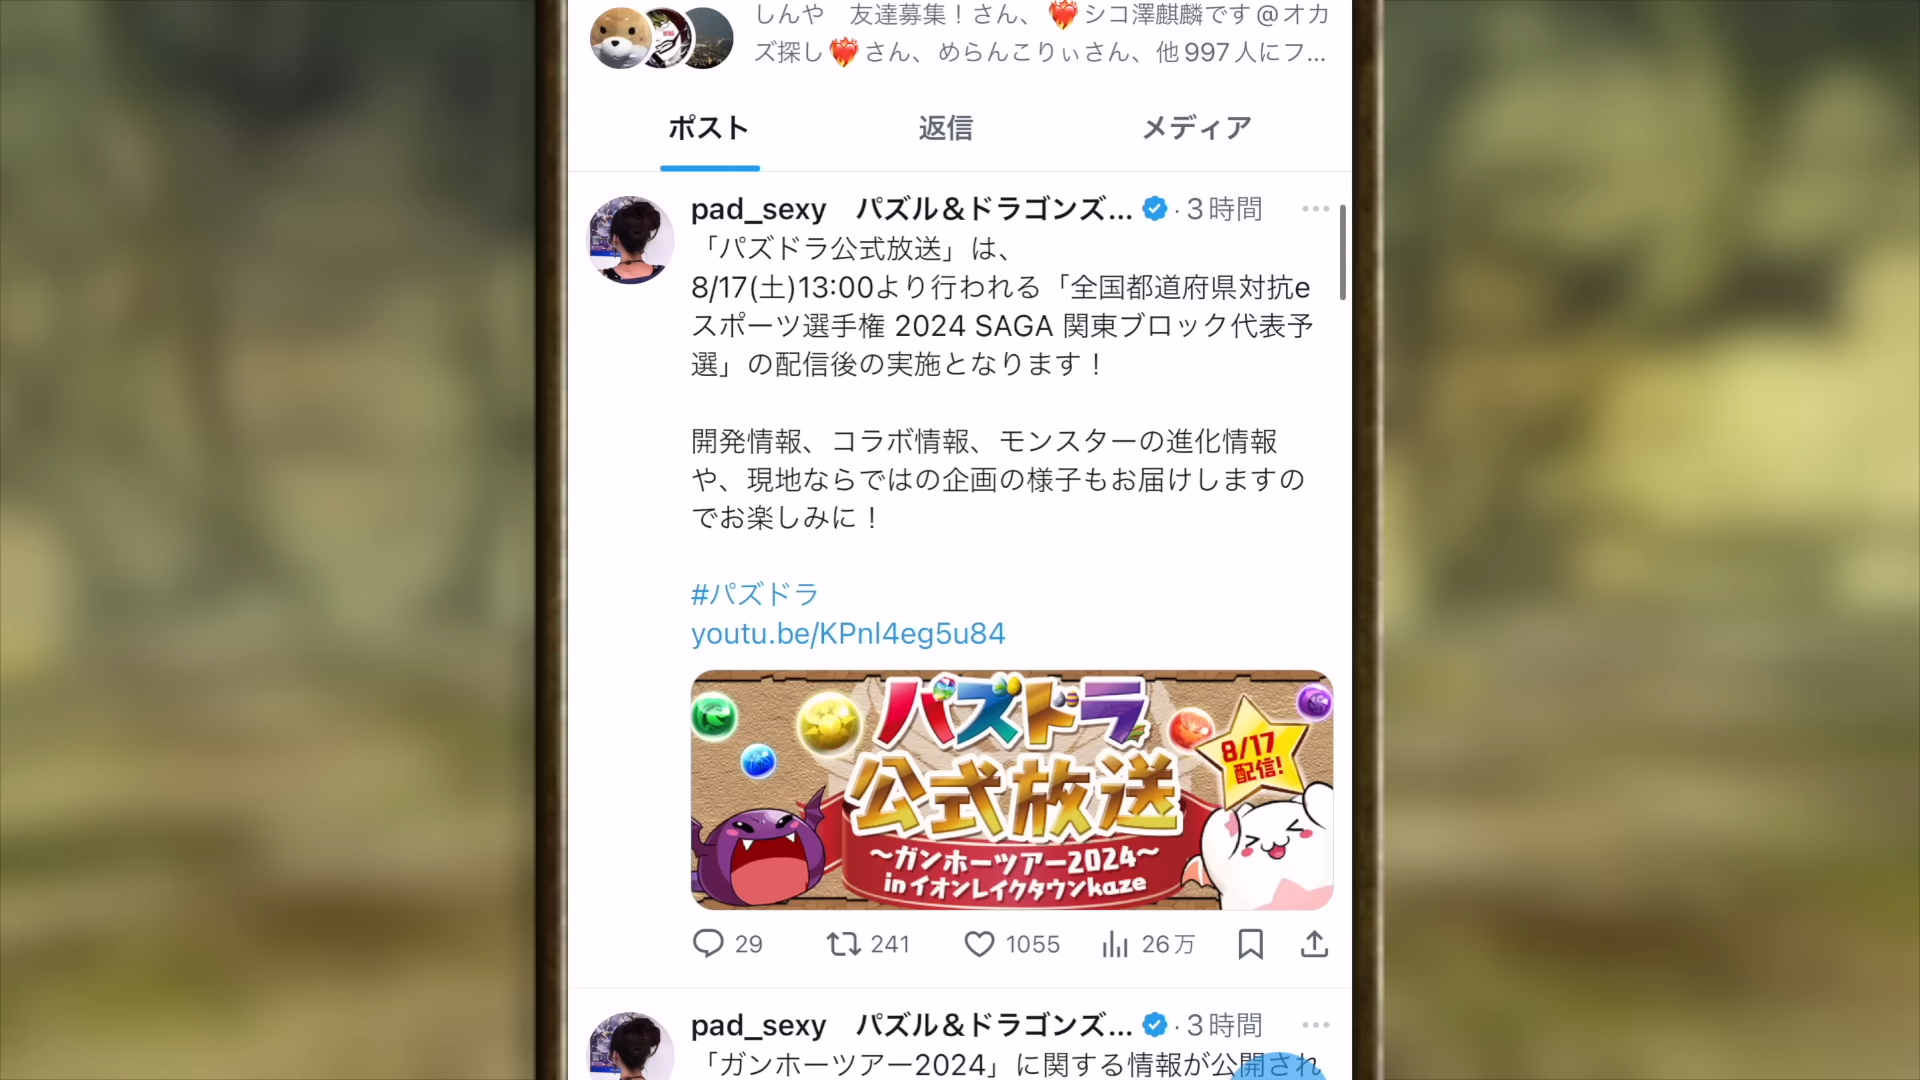 しんや　友達募集！さん、❤️‍🔥シコ澤麒麟です＠オカ
ズ探し❤️‍🔥さん、めらんこりぃさん、他997人にフ...
ポスト 返信 メディア
pad_sexy　パズル＆ドラゴンズ... · 3時間
「パズドラ公式放送」は、
8/17(土)13:00より行われる「全国都道府県対抗e
スポーツ選手権 2024 SAGA 関東ブロック代表予
選」の配信後の実施となります！
開発情報、コラボ情報、モンスターの進化情報
や、現地ならではの企画の様子もお届けしますの
でお楽しみに！
#パズドラ
youtu.be/KPnl4eg5u84
パズドラ
公式放送
8/17
配信!
〜ガンホーツアー2024〜
in イオンレイクタウンkaze
29 241 1055 26万
pad_sexy　パズル＆ドラゴンズ... · 3時間
「ガンホーツアー2024」に関する情報が公開され